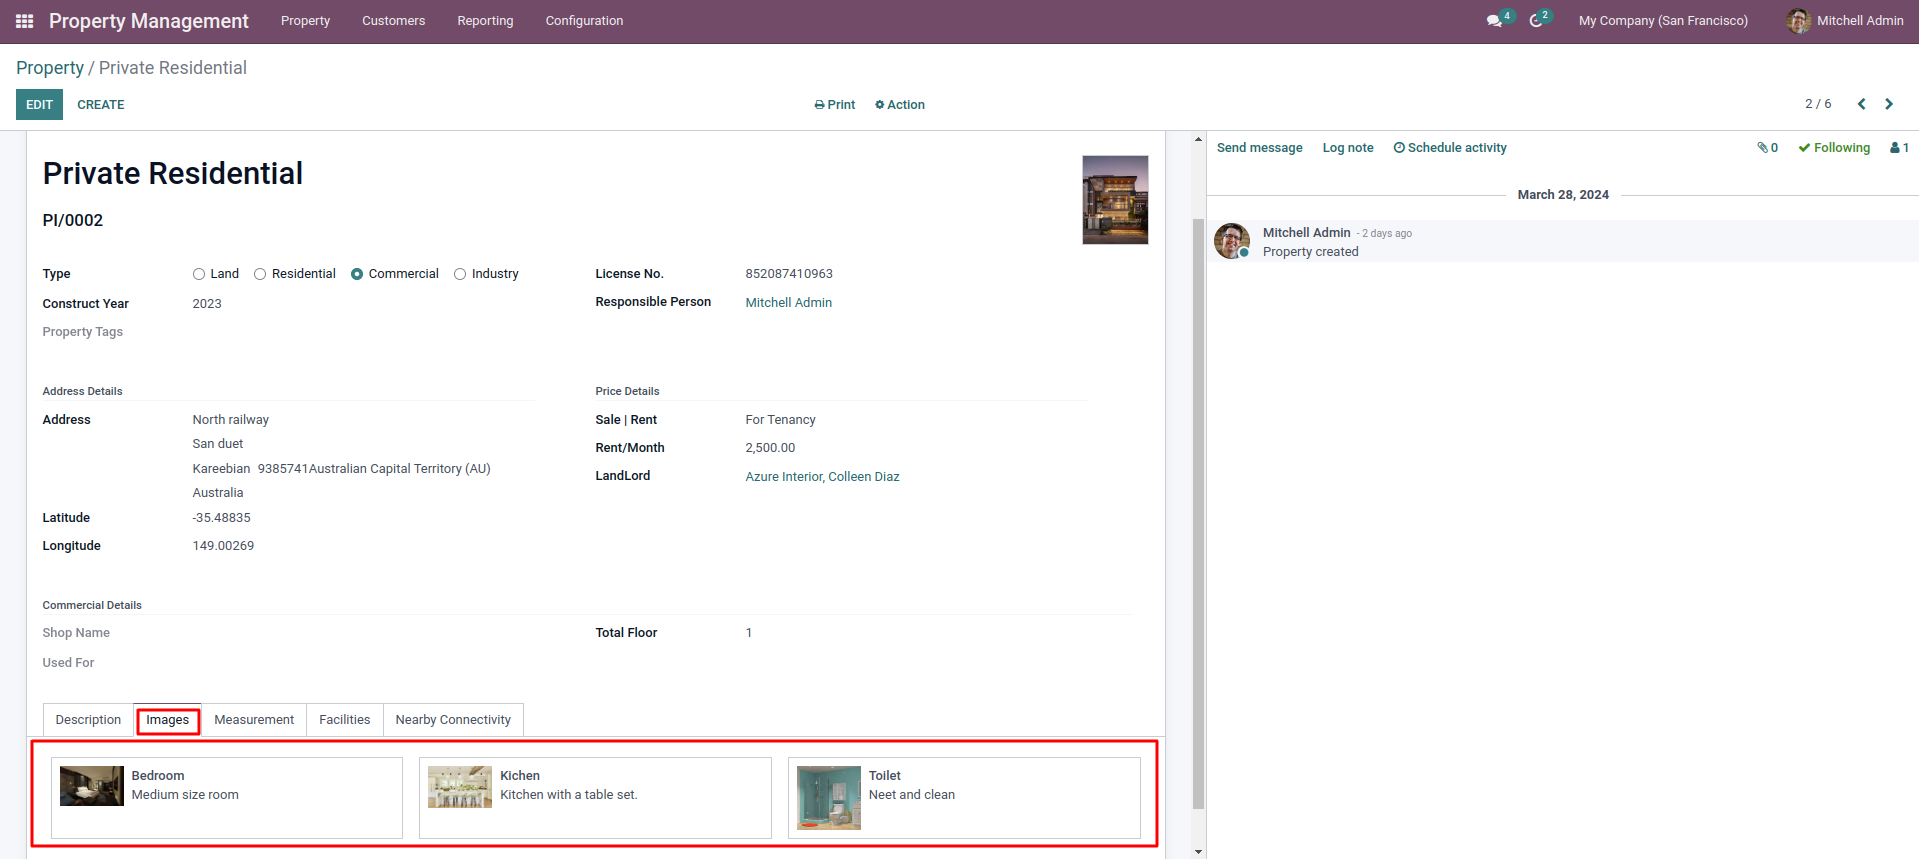 Property Management Property Customers Reporting Configuration 4 2 My Company (San Francisco) Mitchell Admin
Property / Private Residential
EDIT CREATE Print Action 2 / 6
Send message Log note Schedule activity 0 Following 1
Private Residential
PI/0002
March 28, 2024
Mitchell Admin - 2 days ago
Property created
Type Land Residential Commercial Industry
Construct Year 2023
Property Tags
License No. 852087410963
Responsible Person Mitchell Admin
Address Details
Address North railway
San duet
Kareebian 9385741Australian Capital Territory (AU)
Australia
Latitude -35.48835
Longitude 149.00269
Price Details
Sale | Rent For Tenancy
Rent/Month 2,500.00
LandLord Azure Interior, Colleen Diaz
Commercial Details
Shop Name
Used For
Total Floor 1
Description Images Measurement Facilities Nearby Connectivity
Bedroom
Medium size room
Kichen
Kitchen with a table set.
Toilet
Neet and clean